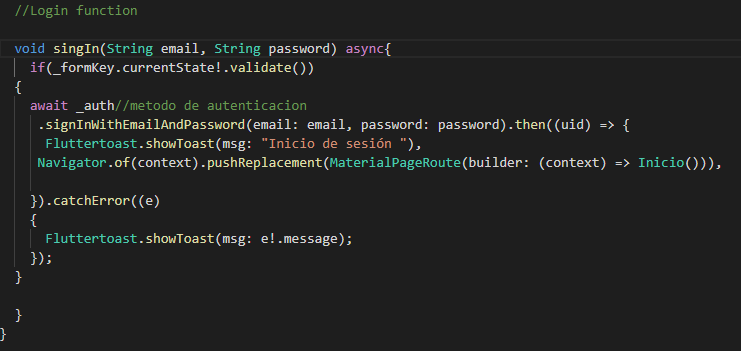 //Login function
void singIn(String email, String password) async{
if(_formKey.currentState!.validate())
{
await _auth//metodo de autenticacion
.signInWithEmailAndPassword(email: email, password: password).then((uid) => {
Fluttertoast.showToast(msg: "Inicio de sesión "),
Navigator.of(context).pushReplacement(MaterialPageRoute(builder: (context) => Inicio())),
}).catchError((e)
{
Fluttertoast.showToast(msg: e!.message);
});
}
}
}